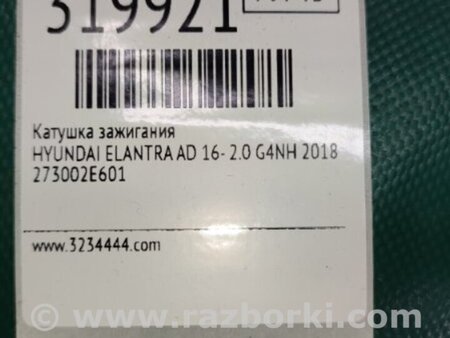 319921
Катушка зажигания
HYUNDAI ELANTRA AD 16- 2.0 G4NH 2018
273002E601
www.3234444.com
© www.razborki.com